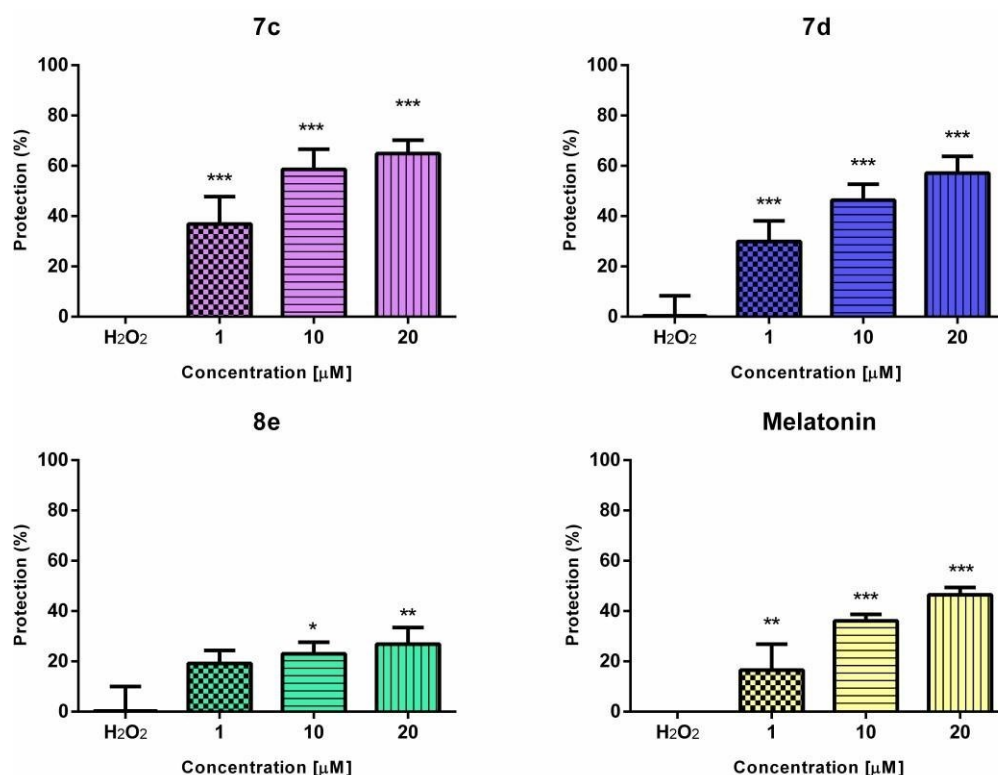 7c
Protection (%)
100
80
60
40
20
0
***
***
***
H2O2 1 10 20
Concentration [μM]
7d
Protection (%)
100
80
60
40
20
0
***
***
***
H2O2 1 10 20
Concentration [μM]
8e
Protection (%)
100
80
60
40
20
0
*
**
H2O2 1 10 20
Concentration [μM]
Melatonin
Protection (%)
100
80
60
40
20
0
**
***
***
H2O2 1 10 20
Concentration [μM]